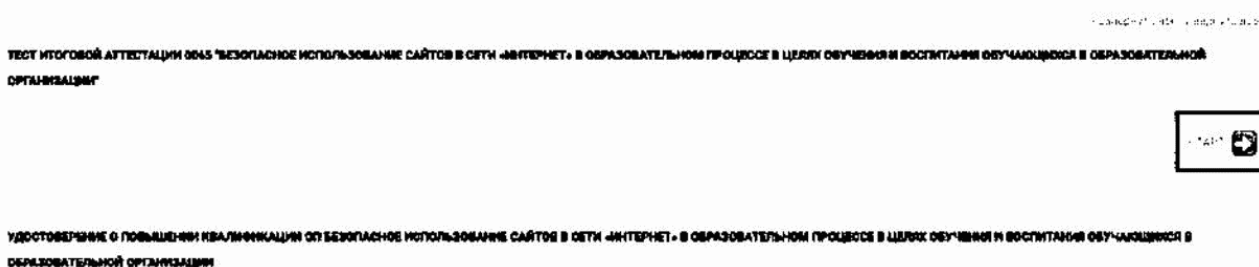 ТЕСТ ИТОГОВОЙ АТТЕСТАЦИИ "БЕЗОПАСНОЕ ИСПОЛЬЗОВАНИЕ САЙТОВ В СЕТИ «ИНТЕРНЕТ» В ОБРАЗОВАТЕЛЬНОМ ПРОЦЕССЕ В ЦЕЛЯХ ОБУЧЕНИЯ И ВОСПИТАНИЯ ОБУЧАЮЩИХСЯ В ОБРАЗОВАТЕЛЬНОЙ
ОРГАНИЗАЦИИ"
СТАРТ
УДОСТОВЕРЕНИЕ О ПОВЫШЕНИИ КВАЛИФИКАЦИИ ОП БЕЗОПАСНОЕ ИСПОЛЬЗОВАНИЕ САЙТОВ В СЕТИ «ИНТЕРНЕТ» В ОБРАЗОВАТЕЛЬНОМ ПРОЦЕССЕ В ЦЕЛЯХ ОБУЧЕНИЯ И ВОСПИТАНИЯ ОБУЧАЮЩИХСЯ В
ОБРАЗОВАТЕЛЬНОЙ ОРГАНИЗАЦИИ